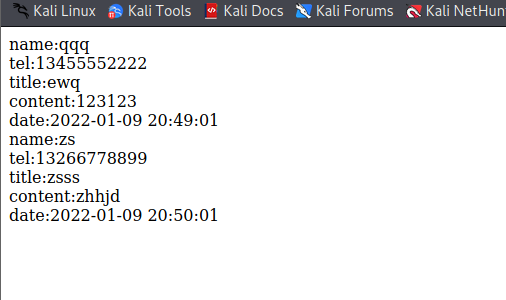 Kali Linux Kali Tools Kali Docs Kali Forums Kali NetHun
name:qqq
tel:13455552222
title:ewq
content:123123
date:2022-01-09 20:49:01
name:zs
tel:13266778899
title:zsss
content:zhhjd
date:2022-01-09 20:50:01